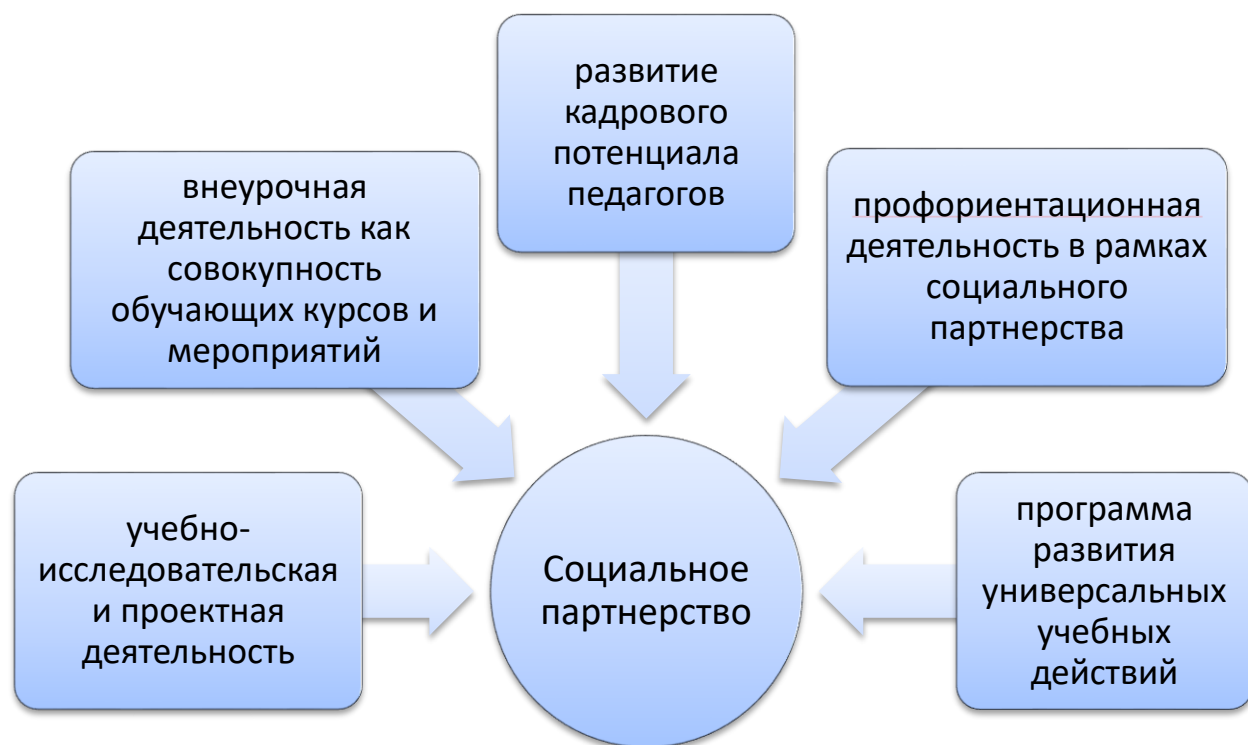 развитие
кадрового
потенциала
педагогов
внеурочная
деятельность как
совокупность
обучающих курсов и
мероприятий
профориентационная
деятельность в рамках
социального
партнерства
учебно-
исследовательская
и проектная
деятельность
Социальное
партнерство
программа
развития
универсальных
учебных
действий